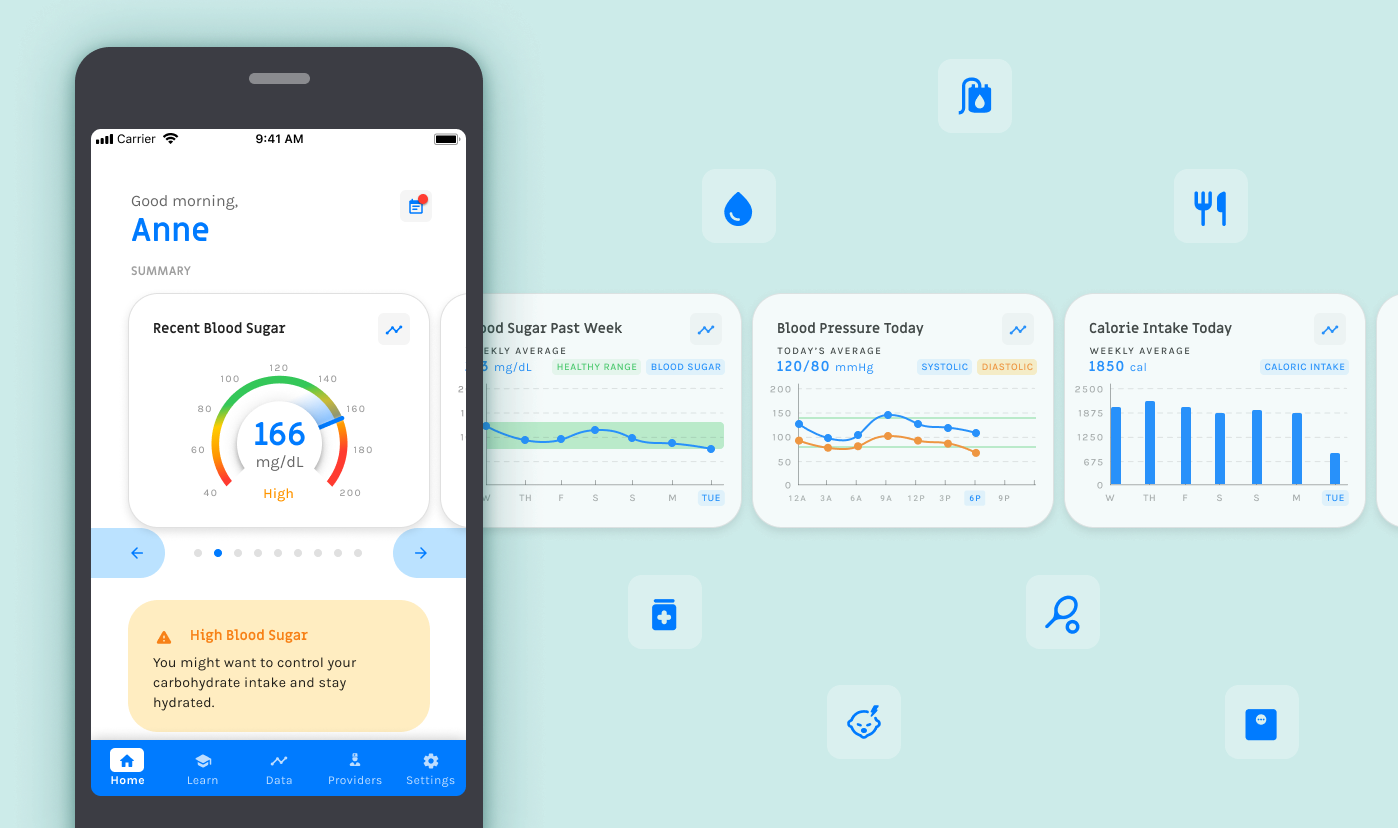 Carrier
9:41 AM
Good morning,
Anne
SUMMARY
Recent Blood Sugar
120
100
140
80
160
60
180
40
200
166
mg/dL
High
High Blood Sugar
You might want to control your
carbohydrate intake and stay
hydrated.
Home
Learn
Data
Providers
Settings
ood Sugar Past Week
EKLY AVERAGE
3 mg/dL
HEALTHY RANGE
BLOOD SUGAR
2
1
1
W
TH
F
S
S
M
TUE
Blood Pressure Today
TODAY'S AVERAGE
120/80 mmHg
SYSTOLIC
DIASTOLIC
200
150
100
50
0
12A
3A
6A
9A
12P
3P
6P
9P
Calorie Intake Today
WEEKLY AVERAGE
1850 cal
CALORIC INTAKE
2500
1875
1250
675
0
W
TH
F
S
S
M
TUE